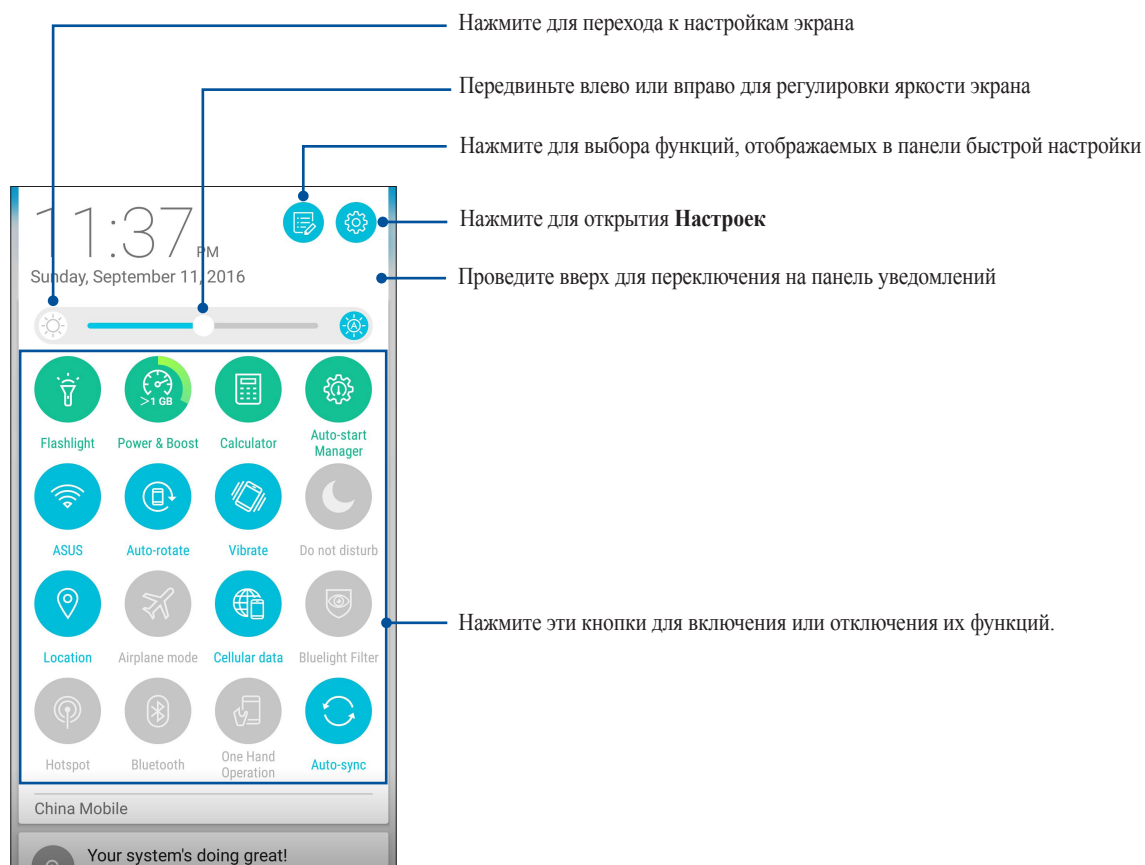 Нажмите для перехода к настройкам экрана
Передвиньте влево или вправо для регулировки яркости экрана
Нажмите для выбора функций, отображаемых в панели быстрой настройки
Нажмите для открытия Настроек
Проведите вверх для переключения на панель уведомлений
11:37 PM
Sunday, September 11, 2016
A
>1 GB
Flashlight
Power & Boost
Calculator
Auto-start
Manager
ASUS
Auto-rotate
Vibrate
Do not disturb
Нажмите эти кнопки для включения или отключения их функций.
Location
Airplane mode
Cellular data
Bluelight Filter
Hotspot
Bluetooth
One Hand
Operation
Auto-sync
China Mobile
Your system's doing great!